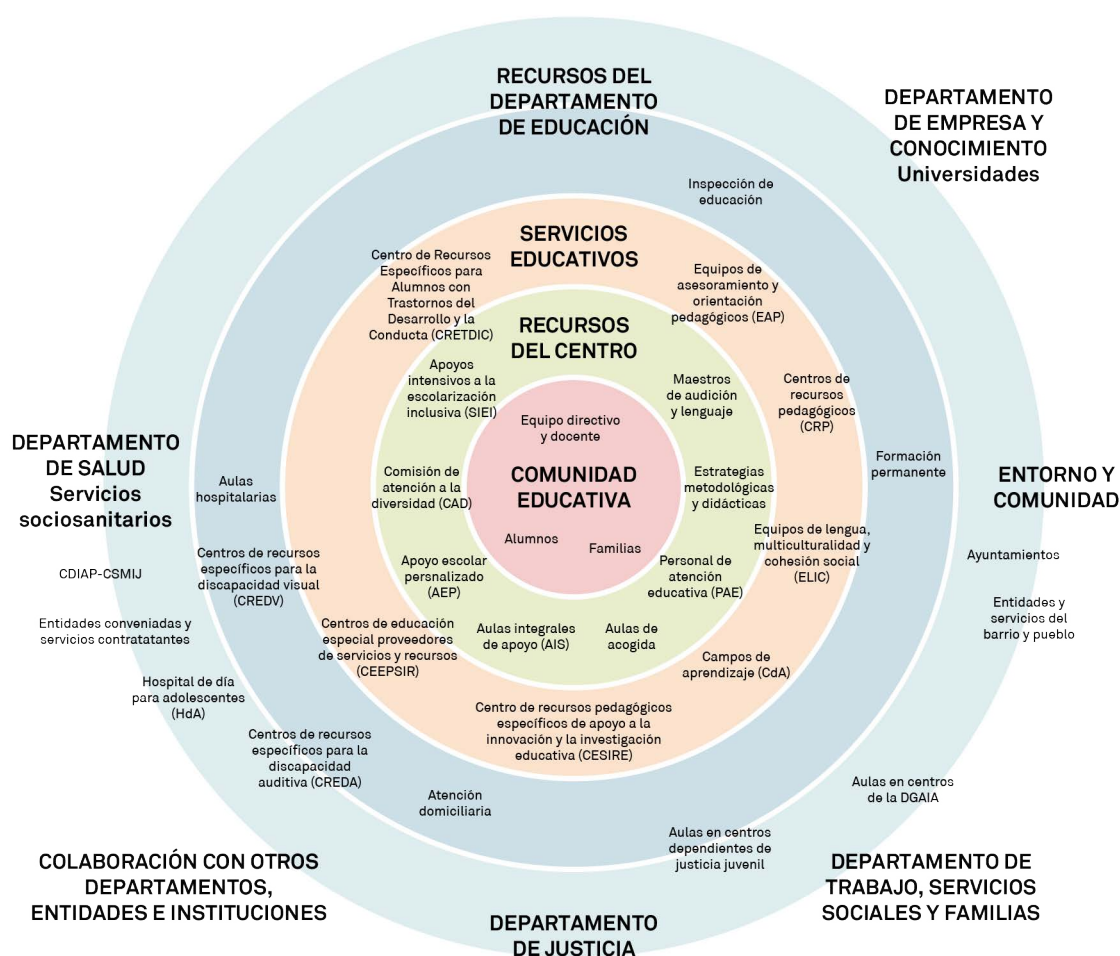 RECURSOS DEL
DEPARTAMENTO
DE EDUCACIÓN
DEPARTAMENTO
DE EMPRESA Y
CONOCIMIENTO
Universidades
Inspección de
educación
SERVICIOS
EDUCATIVOS
Centro de Recursos
Específicos para
Alumnos con
Trastornos del
Desarrollo y la
Conducta (CRETDIC)
Equipos de
asesoramiento y
orientación
pedagógicos (EAP)
RECURSOS
DEL CENTRO
Apoyos
intensivos a la
escolarización
inclusiva (SIEI)
Maestros
de audición
y lenguaje
Centros de
recursos
pedagógicos
(CRP)
Equipo directivo
y docente
DEPARTAMENTO
DE SALUD
Servicios
sociosanitarios
Aulas
hospitalarias
Comisión de
atención a la
diversidad (CAD)
COMUNIDAD
EDUCATIVA
Estrategias
metodológicas
y didácticas
Formación
permanente
ENTORNO Y
COMUNIDAD
Alumnos
Familias
Equipos de lengua,
multiculturalidad y
cohesión social
(ELIC)
Ayuntamientos
CDIAP-CSMIJ
Centros de recursos
específicos para la
discapacidad visual
(CREDV)
Apoyo escolar
persnalizado
(AEP)
Personal de
atención
educativa (PAE)
Entidades y
servicios del
barrio y pueblo
Entidades conveniadas y
servicios contratatantes
Centros de educación
especial proveedores
de servicios y recursos
(CEEPSIR)
Aulas integrales
de apoyo (AIS)
Aulas de
acogida
Campos de
aprendizaje (CdA)
Hospital de día
para adolescentes
(HdA)
Centro de recursos pedagógicos
específicos de apoyo a la
innovación y la investigación
educativa (CESIRE)
Centros de recursos
específicos para la
discapacidad
auditiva (CREDA)
Atención
domiciliaria
Aulas en centros
de la DGAIA
Aulas en centros
dependientes de
justicia juvenil
COLABORACIÓN CON OTROS
DEPARTAMENTOS,
ENTIDADES E INSTITUCIONES
DEPARTAMENTO DE
TRABAJO, SERVICIOS
SOCIALES Y FAMILIAS
DEPARTAMENTO
DE JUSTICIA